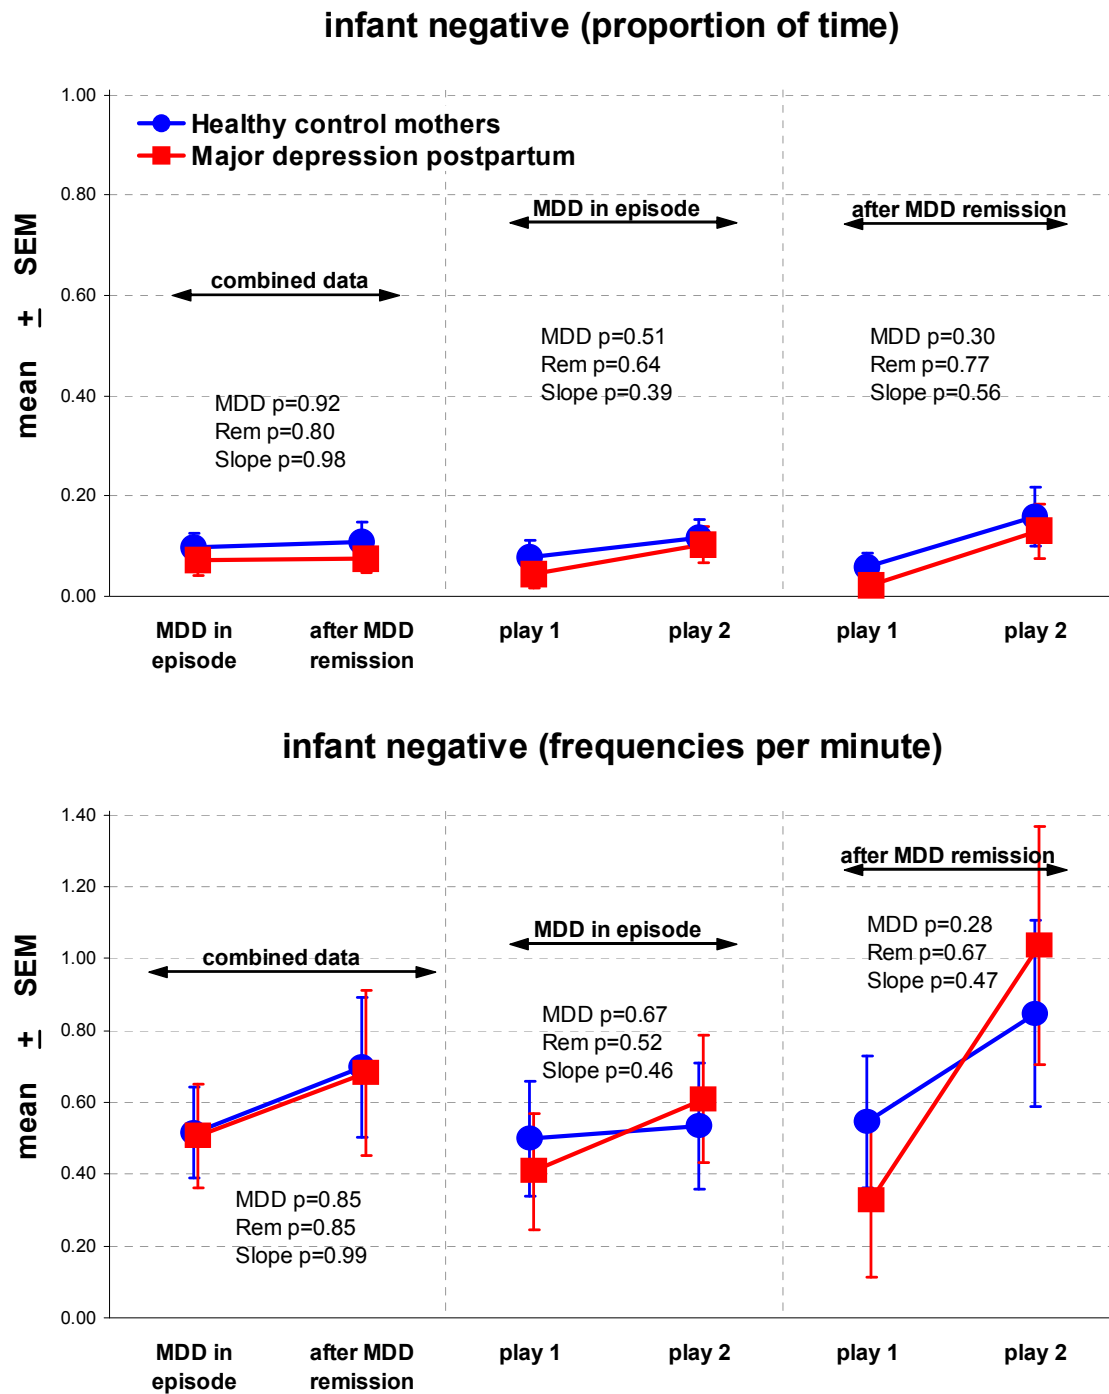 infant negative (proportion of time)
mean ± SEM
1.00
0.80
0.60
0.40
0.20
0.00
Healthy control mothers
Major depression postpartum
combined data
MDD p=0.92
Rem p=0.80
Slope p=0.98
MDD in episode
MDD p=0.51
Rem p=0.64
Slope p=0.39
after MDD remission
MDD p=0.30
Rem p=0.77
Slope p=0.56
MDD in
episode
after MDD
remission
play 1
play 2
play 1
play 2
infant negative (frequencies per minute)
mean ± SEM
1.40
1.20
1.00
0.80
0.60
0.40
0.20
0.00
combined data
MDD p=0.85
Rem p=0.85
Slope p=0.99
MDD in episode
MDD p=0.67
Rem p=0.52
Slope p=0.46
after MDD remission
MDD p=0.28
Rem p=0.67
Slope p=0.47
MDD in
episode
after MDD
remission
play 1
play 2
play 1
play 2